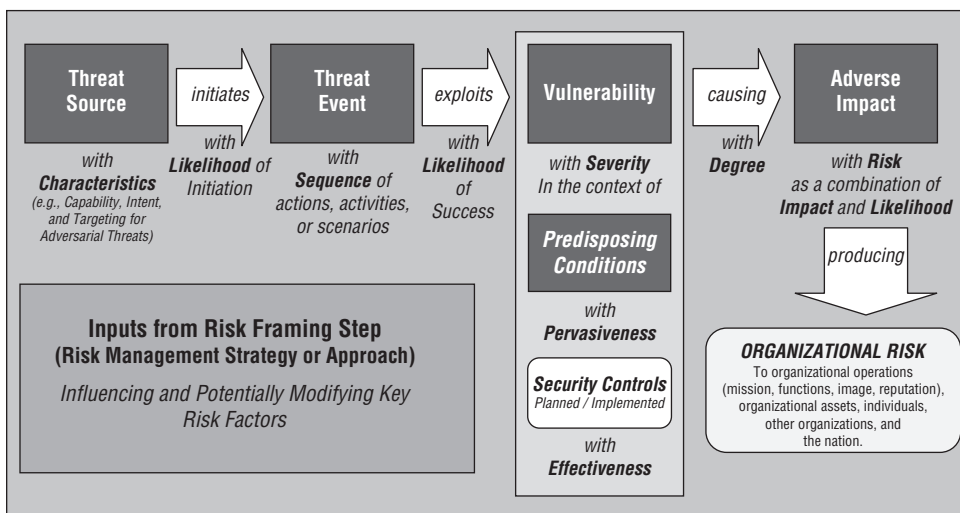 Threat
Source
with
Characteristics
(e.g., Capability, Intent,
and Targeting for
Adversarial Threats)
initiates
with
Likelihood of
Initiation
Threat
Event
with
Sequence of
actions, activities,
or scenarios
exploits
with
Likelihood
of
Success
Vulnerability
with Severity
In the context of
Predisposing
Conditions
with
Pervasiveness
Security Controls
Planned / Implemented
with
Effectiveness
causing
with
Degree
Adverse
Impact
with Risk
as a combination of
Impact and Likelihood
producing
ORGANIZATIONAL RISK
To organizational operations
(mission, functions, image, reputation),
organizational assets, individuals,
other organizations, and
the nation.
Inputs from Risk Framing Step
(Risk Management Strategy or Approach)
Influencing and Potentially Modifying Key
Risk Factors